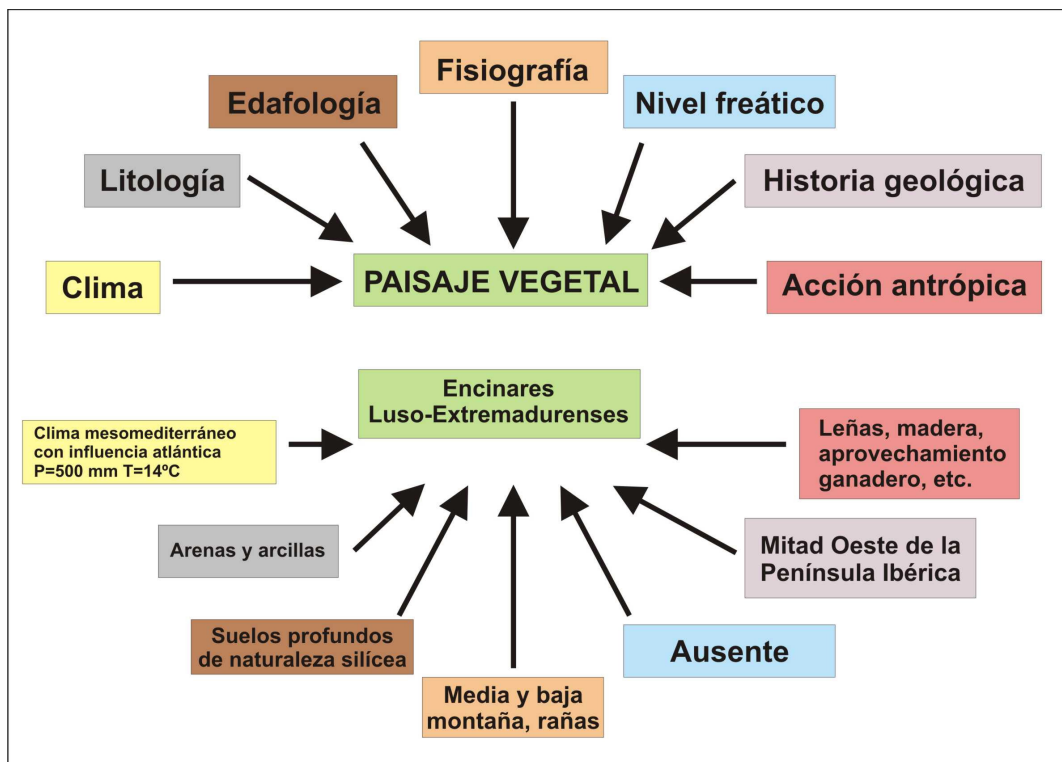 Fisiografía
Edafología
Nivel freático
Litología
Historia geológica
Clima
PAISAJE VEGETAL
Acción antrópica
Encinares
Luso-Extremadurenses
Clima mesomediterráneo
con influencia atlántica
P=500 mm T=14ºC
Leñas, madera,
aprovechamiento
ganadero, etc.
Arenas y arcillas
Mitad Oeste de la
Península Ibérica
Suelos profundos
de naturaleza silícea
Ausente
Media y baja
montaña, rañas